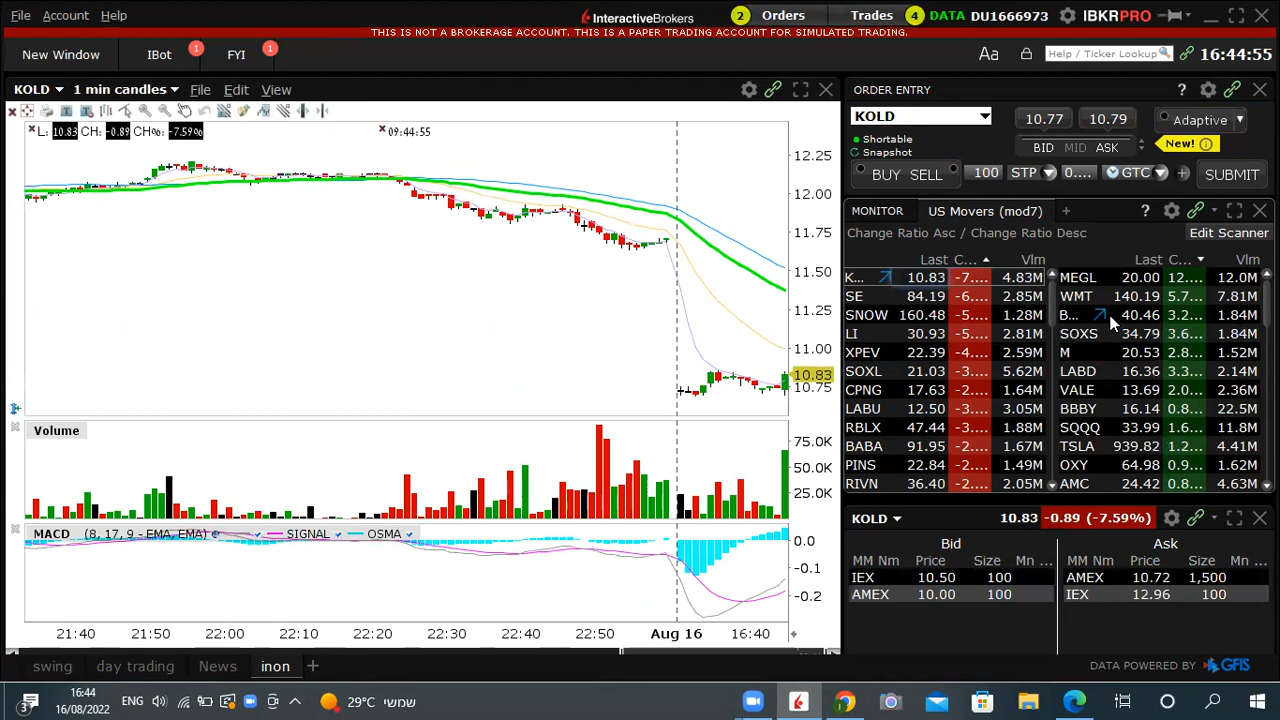 File Account Help InteractiveBrokers 2 Orders Trades 4 DATA DU1666973 IBKRPRO
THIS IS NOT A BROKERAGE ACCOUNT. THIS IS A PAPER TRADING ACCOUNT FOR SIMULATED TRADING.
New Window IBot 1 FYI 1 Aa Help / Ticker Lookup 16:44:55
KOLD 1 min candles File Edit View
L: 10.83 CH: -0.89 CH%: -7.59% 09:44:55
12.25
12.00
11.75
11.50
11.25
11.00
10.83
10.75
Volume
75.0K
50.0K
25.0K
MACD (8, 17, 9 - EMA, EMA) SIGNAL OSMA
0.0
-0.1
-0.2
21:40 21:50 22:00 22:10 22:20 22:30 22:40 22:50 Aug 16 16:40
ORDER ENTRY ?
KOLD 10.77 10.79 Adaptive
Shortable
Snapshot
BID MID ASK New!
BUY SELL 100 STP 0.... GTC + SUBMIT
MONITOR US Movers (mod7) + ?
Change Ratio Asc / Change Ratio Desc Edit Scanner
Last C... Vlm Last C... Vlm
K... 10.83 -7.... 4.83M MEGL 20.00 12.... 12.0M
SE 84.19 -6.... 2.85M WMT 140.19 5.7... 7.81M
SNOW 160.48 -5.... 1.28M B... 40.46 3.2... 1.84M
LI 30.93 -5.... 2.81M SOXS 34.79 3.6... 1.84M
XPEV 22.39 -4.... 2.59M M 20.53 2.8... 1.52M
SOXL 21.03 -3.... 5.62M LABD 16.36 3.3... 2.14M
CPNG 17.63 -2.... 1.64M VALE 13.69 2.0... 1.36M
LABU 12.50 -3.... 3.05M BBBY 16.14 0.8... 22.5M
RBLX 47.44 -3.... 1.88M SQQQ 33.99 1.6... 11.8M
BABA 91.95 -2.... 1.67M TSLA 939.82 1.2... 4.41M
PINS 22.84 -2.... 1.49M OXY 64.98 0.9... 1.62M
RIVN 36.40 -2.... 2.05M AMC 24.42 0.8... 4.63M
KOLD 10.83 -0.89 (-7.59%)
Bid Ask
MM Nm Price Size Mn ... MM Nm Price Size Mn ...
IEX 10.50 100 AMEX 10.72 1,500
AMEX 10.00 100 IEX 12.96 100
swing day trading News inon + DATA POWERED BY GFIS
3 16:44 16/08/2022 ENG 29°C שמשי